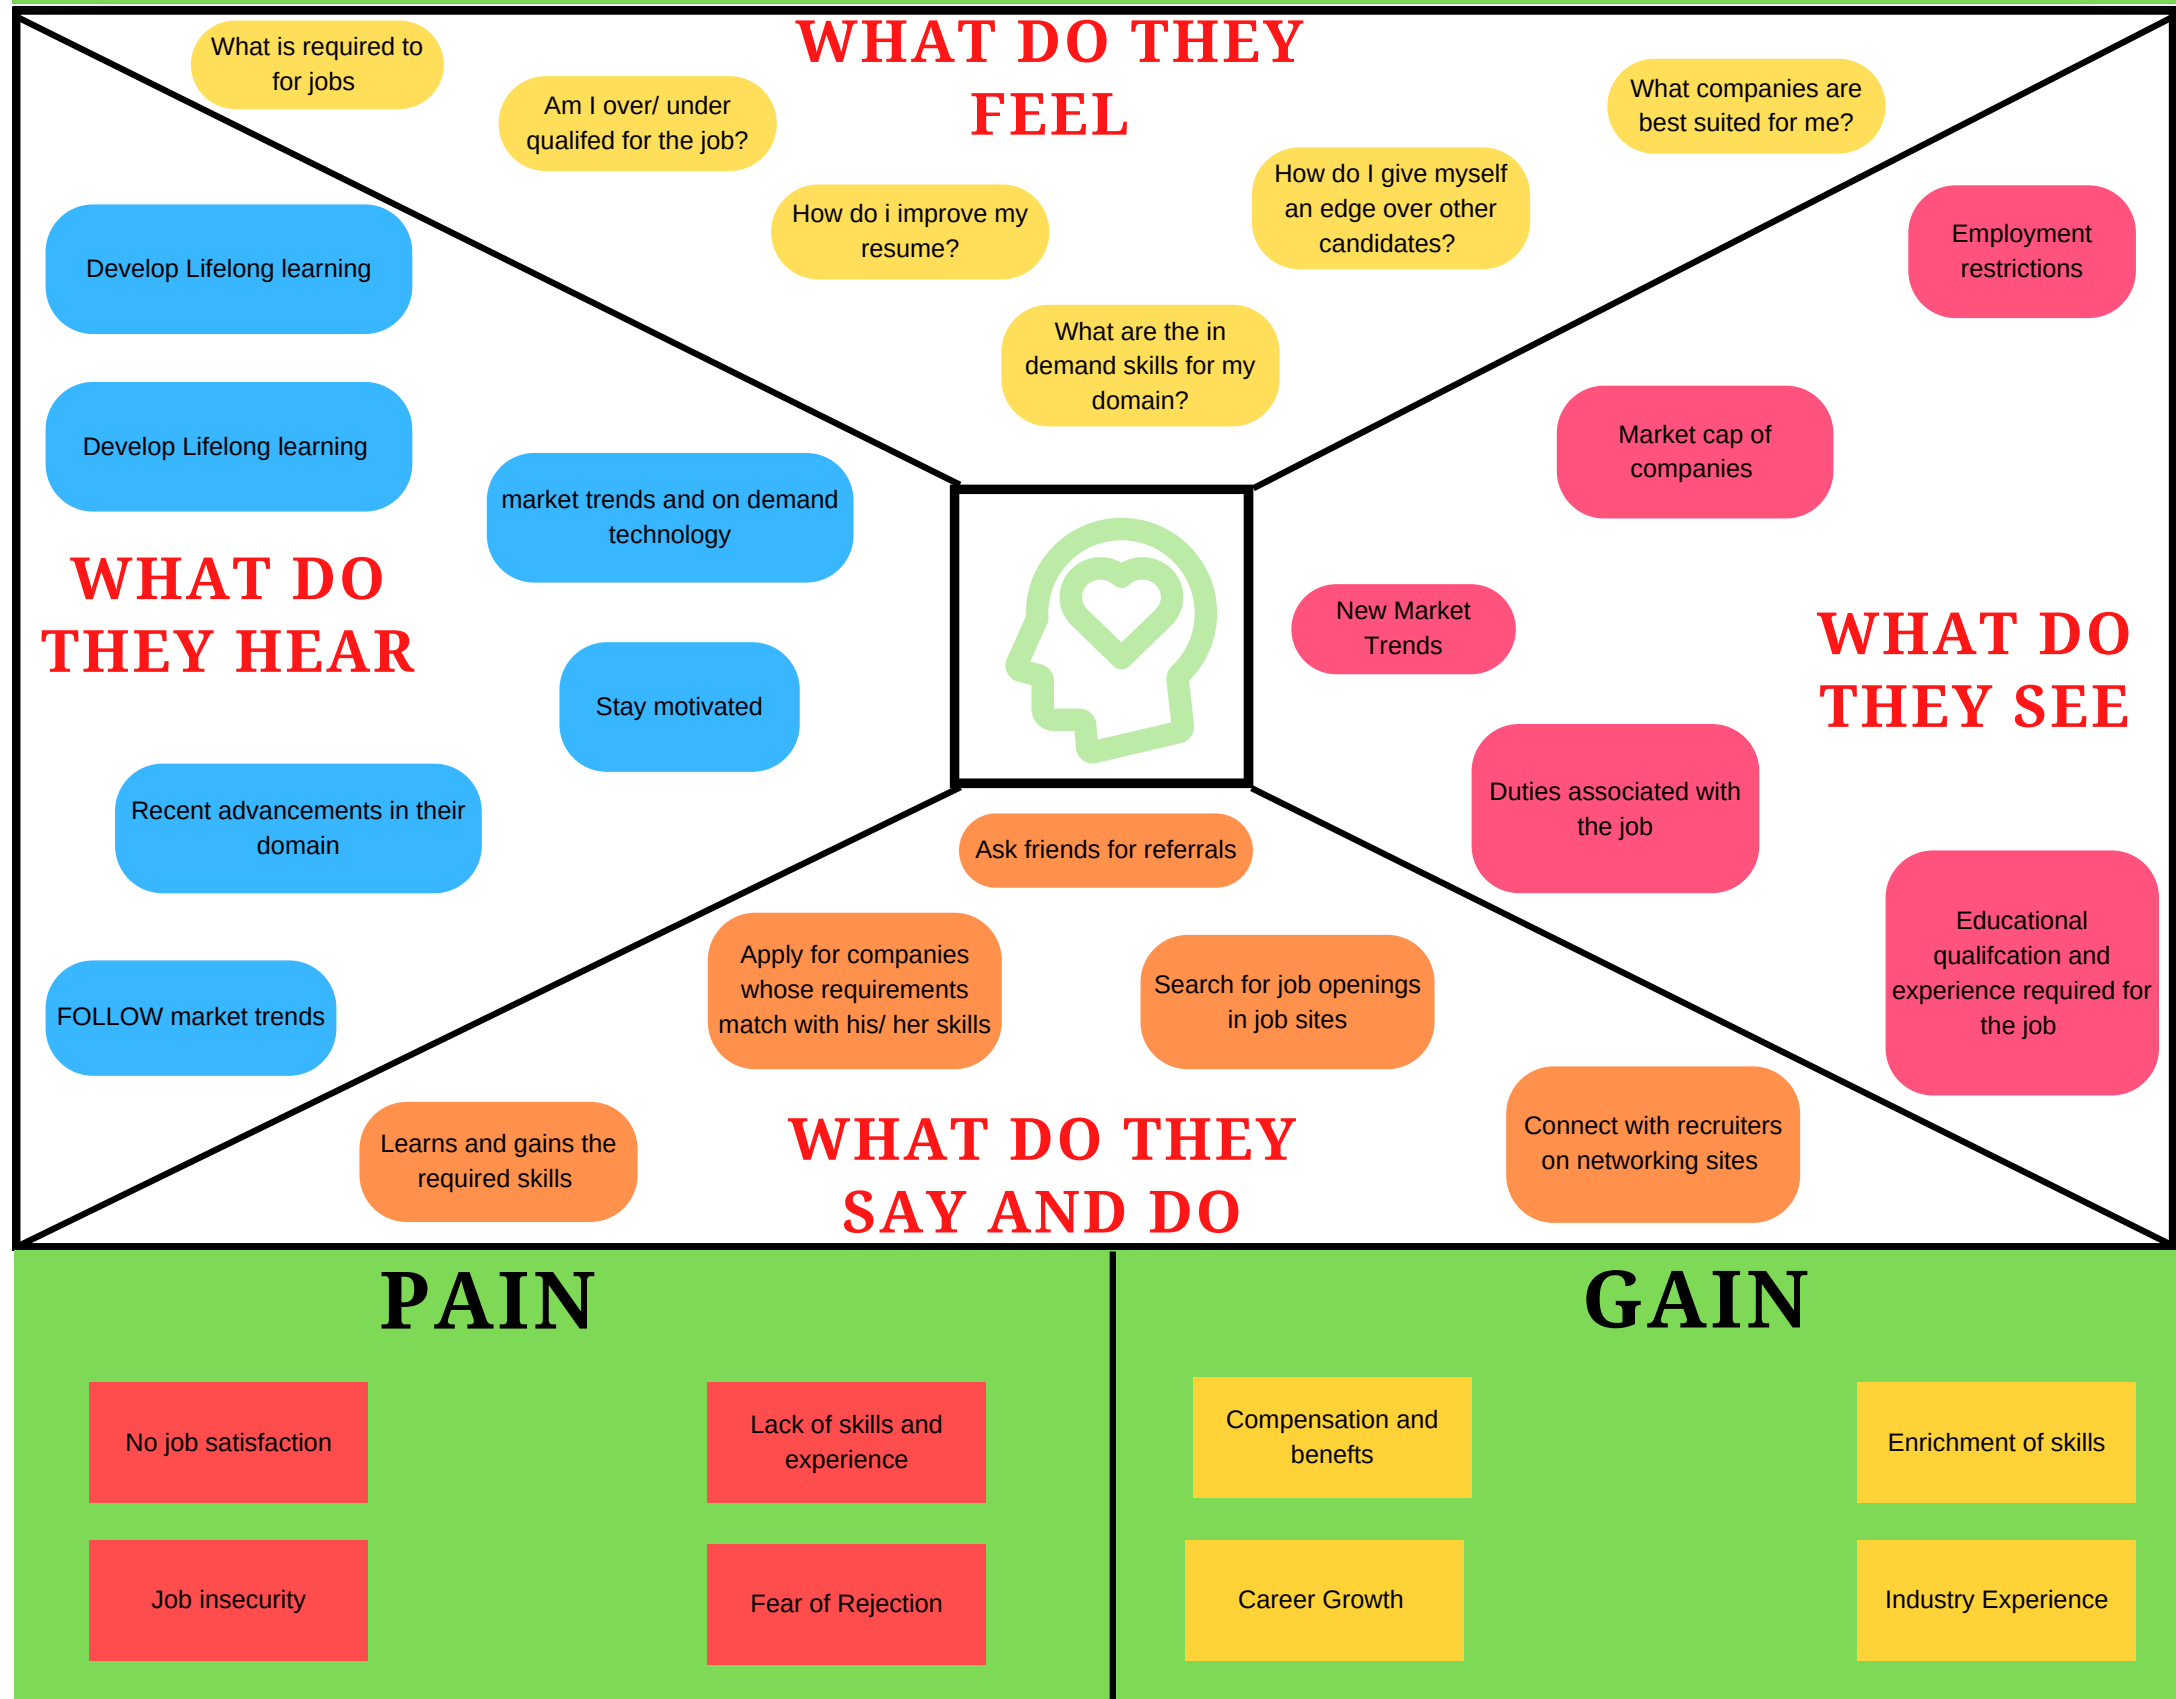 WHAT DO THEY
FEEL
What is required to
for jobs
Am I over/ under
qualifed for the job?
How do i improve my
resume?
What are the in
demand skills for my
domain?
How do I give myself
an edge over other
candidates?
What companies are
best suited for me?
WHAT DO
THEY HEAR
Develop Lifelong learning
Develop Lifelong learning
market trends and on demand
technology
Stay motivated
Recent advancements in their
domain
FOLLOW market trends
WHAT DO
THEY SEE
Employment
restrictions
Market cap of
companies
New Market
Trends
Duties associated with
the job
Educational
qualifcation and
experience required for
the job
Ask friends for referrals
Apply for companies
whose requirements
match with his/ her skills
Search for job openings
in job sites
Learns and gains the
required skills
Connect with recruiters
on networking sites
WHAT DO THEY
SAY AND DO
PAIN
No job satisfaction
Lack of skills and
experience
Job insecurity
Fear of Rejection
GAIN
Compensation and
benefts
Enrichment of skills
Career Growth
Industry Experience